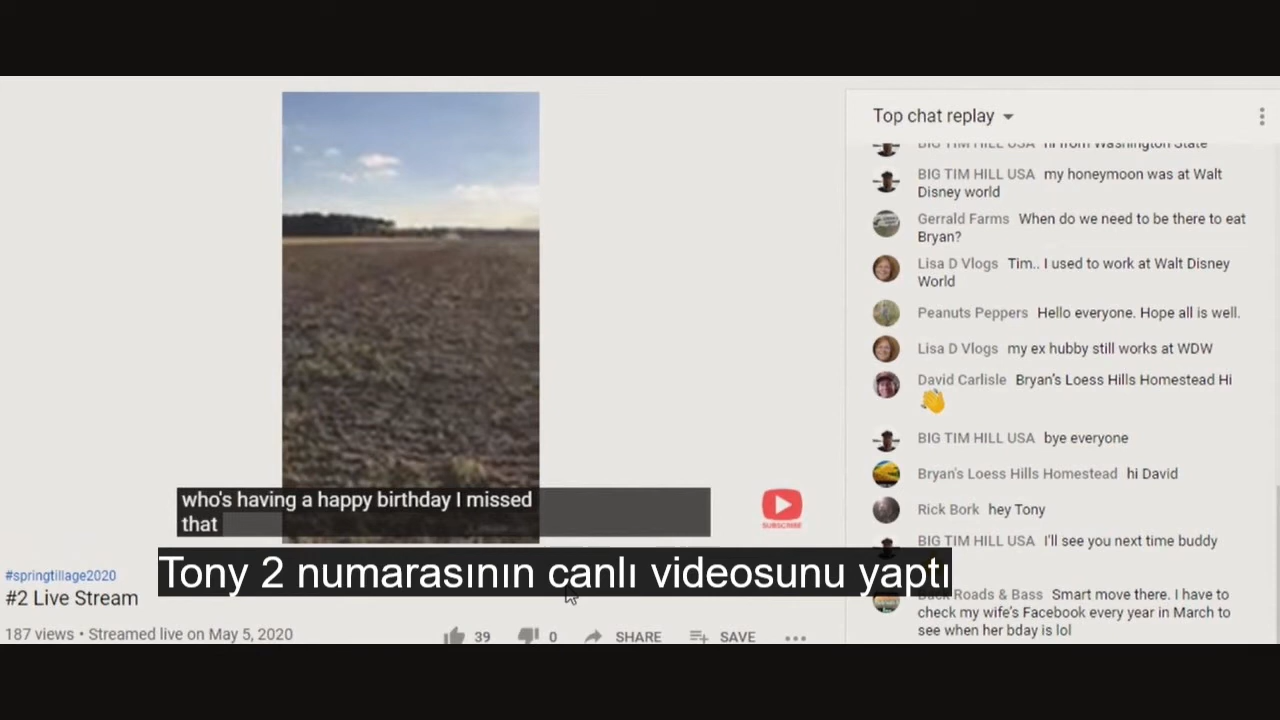 Top chat replay
BIG TIM HILL USA hi from Washington State
BIG TIM HILL USA my honeymoon was at Walt
Disney world
Gerrald Farms When do we need to be there to eat
Bryan?
Lisa D Vlogs Tim.. I used to work at Walt Disney
World
Peanuts Peppers Hello everyone. Hope all is well.
Lisa D Vlogs my ex hubby still works at WDW
David Carlisle Bryan's Loess Hills Homestead Hi
BIG TIM HILL USA bye everyone
Bryan's Loess Hills Homestead hi David
Rick Bork hey Tony
BIG TIM HILL USA I'll see you next time buddy
Back Roads & Bass Smart move there. I have to
check my wife's Facebook every year in March to
see when her bday is lol
who's having a happy birthday I missed
that
SUBSCRIBE
Tony 2 numarasının canlı videosunu yaptı
#springtillage2020
#2 Live Stream
187 views • Streamed live on May 5, 2020
39 0 SHARE SAVE